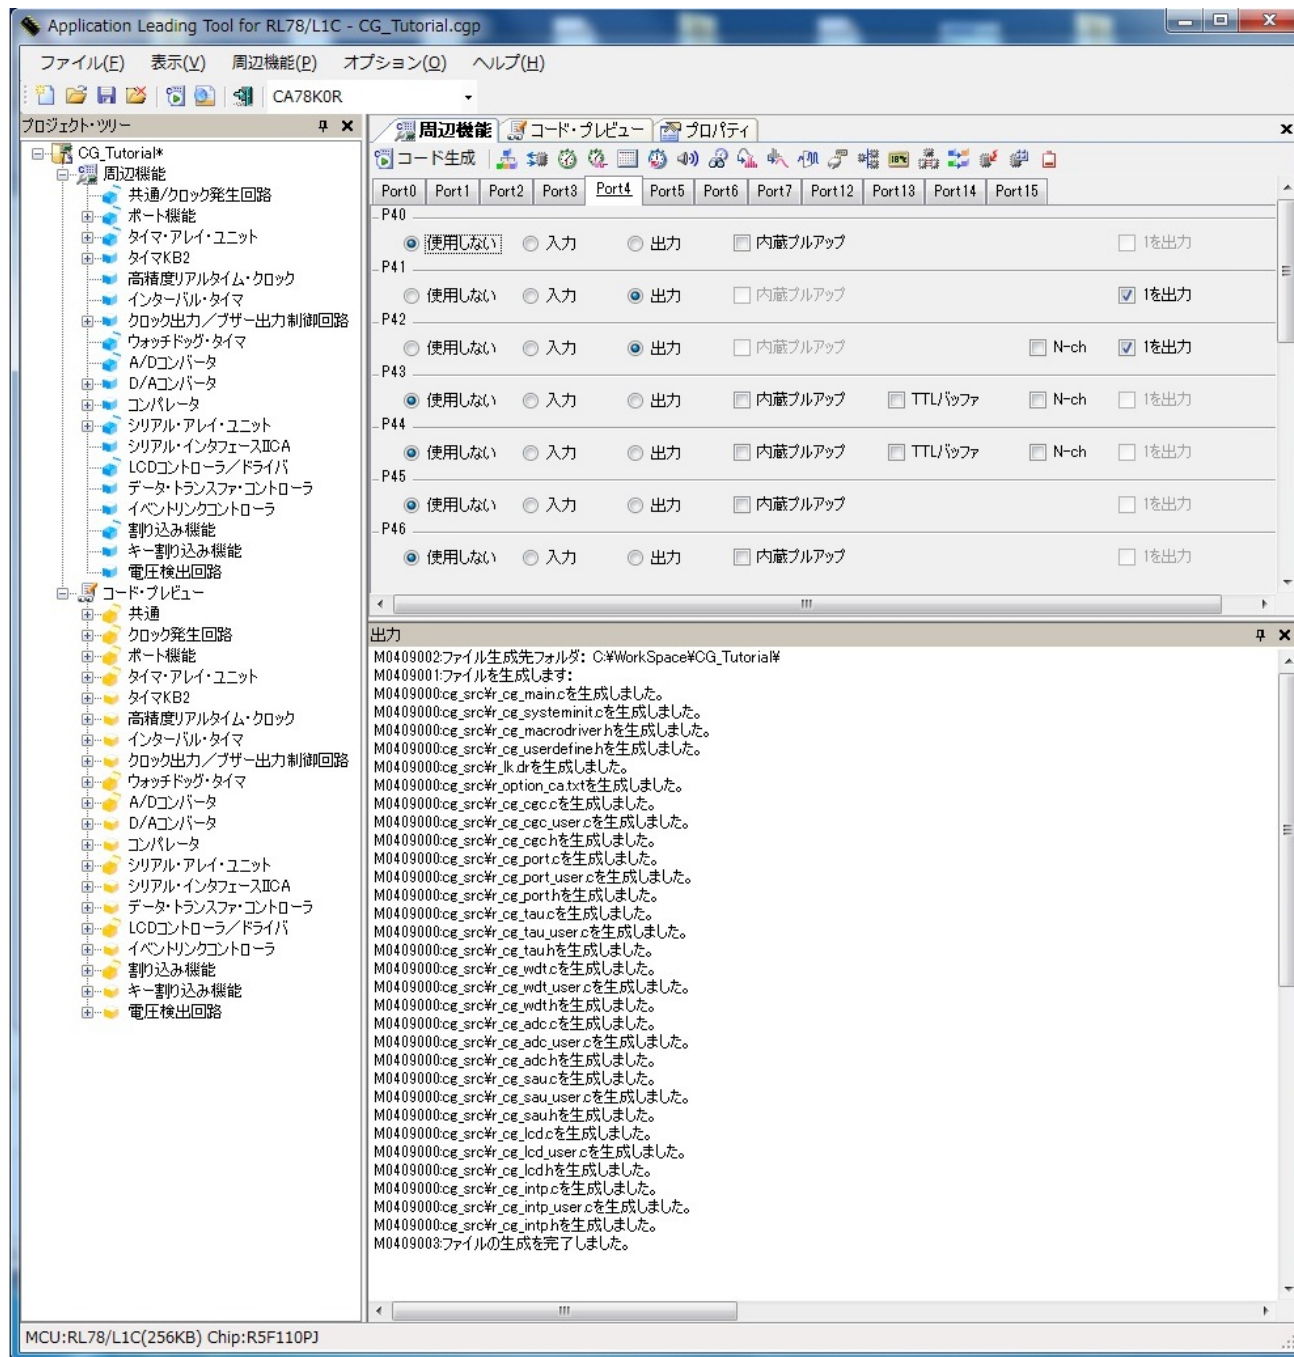 Application Leading Tool for RL78/L1C - CG_Tutorial.cgp
ファイル(F) 表示(V) 周辺機能(P) オプション(O) ヘルプ(H)
CA78K0R
プロジェクト・ツリー
CG_Tutorial*
周辺機能
共通/クロック発生回路
ポート機能
タイマ・アレイ・ユニット
タイマKB2
高精度リアルタイム・クロック
インターバル・タイマ
クロック出力/ブザー出力制御回路
ウォッチドッグ・タイマ
A/Dコンバータ
D/Aコンバータ
コンパレータ
シリアル・アレイ・ユニット
シリアル・インタフェースIICA
LCDコントローラ/ドライバ
データ・トランスファ・コントローラ
イベントリンクコントローラ
割り込み機能
キー割り込み機能
電圧検出回路
コード・プレビュー
共通
クロック発生回路
ポート機能
タイマ・アレイ・ユニット
タイマKB2
高精度リアルタイム・クロック
インターバル・タイマ
クロック出力/ブザー出力制御回路
ウォッチドッグ・タイマ
A/Dコンバータ
D/Aコンバータ
コンパレータ
シリアル・アレイ・ユニット
シリアル・インタフェースIICA
データ・トランスファ・コントローラ
LCDコントローラ/ドライバ
イベントリンクコントローラ
割り込み機能
キー割り込み機能
電圧検出回路
周辺機能 コード・プレビュー プロパティ
コード生成
Port0 Port1 Port2 Port3 Port4 Port5 Port6 Port7 Port12 Port13 Port14 Port15
P40
使用しない 入力 出力 内蔵プルアップ 1を出力
P41
使用しない 入力 出力 内蔵プルアップ 1を出力
P42
使用しない 入力 出力 内蔵プルアップ N-ch 1を出力
P43
使用しない 入力 出力 内蔵プルアップ TTLバッファ N-ch 1を出力
P44
使用しない 入力 出力 内蔵プルアップ TTLバッファ N-ch 1を出力
P45
使用しない 入力 出力 内蔵プルアップ 1を出力
P46
使用しない 入力 出力 内蔵プルアップ 1を出力
出力
M0409002:ファイル生成先フォルダ: C:¥WorkSpace¥CG_Tutorial¥
M0409001:ファイルを生成します:
M0409000:cg_src¥r_cg_main.cを生成しました。
M0409000:cg_src¥r_cg_systeminit.cを生成しました。
M0409000:cg_src¥r_cg_macrodriver.hを生成しました。
M0409000:cg_src¥r_cg_userdefine.hを生成しました。
M0409000:cg_src¥r_lk.drを生成しました。
M0409000:cg_src¥r_option_ca.txtを生成しました。
M0409000:cg_src¥r_cg_cgc.cを生成しました。
M0409000:cg_src¥r_cg_cgc_user.cを生成しました。
M0409000:cg_src¥r_cg_cgc.hを生成しました。
M0409000:cg_src¥r_cg_port.cを生成しました。
M0409000:cg_src¥r_cg_port_user.cを生成しました。
M0409000:cg_src¥r_cg_port.hを生成しました。
M0409000:cg_src¥r_cg_tau.cを生成しました。
M0409000:cg_src¥r_cg_tau_user.cを生成しました。
M0409000:cg_src¥r_cg_tau.hを生成しました。
M0409000:cg_src¥r_cg_wdt.cを生成しました。
M0409000:cg_src¥r_cg_wdt_user.cを生成しました。
M0409000:cg_src¥r_cg_wdt.hを生成しました。
M0409000:cg_src¥r_cg_adc.cを生成しました。
M0409000:cg_src¥r_cg_adc_user.cを生成しました。
M0409000:cg_src¥r_cg_adc.hを生成しました。
M0409000:cg_src¥r_cg_sau.cを生成しました。
M0409000:cg_src¥r_cg_sau_user.cを生成しました。
M0409000:cg_src¥r_cg_sau.hを生成しました。
M0409000:cg_src¥r_cg_lcd.cを生成しました。
M0409000:cg_src¥r_cg_lcd_user.cを生成しました。
M0409000:cg_src¥r_cg_lcd.hを生成しました。
M0409000:cg_src¥r_cg_intp.cを生成しました。
M0409000:cg_src¥r_cg_intp_user.cを生成しました。
M0409000:cg_src¥r_cg_intp.hを生成しました。
M0409003:ファイルの生成を完了しました。
MCU:RL78/L1C(256KB) Chip:R5F110PJ